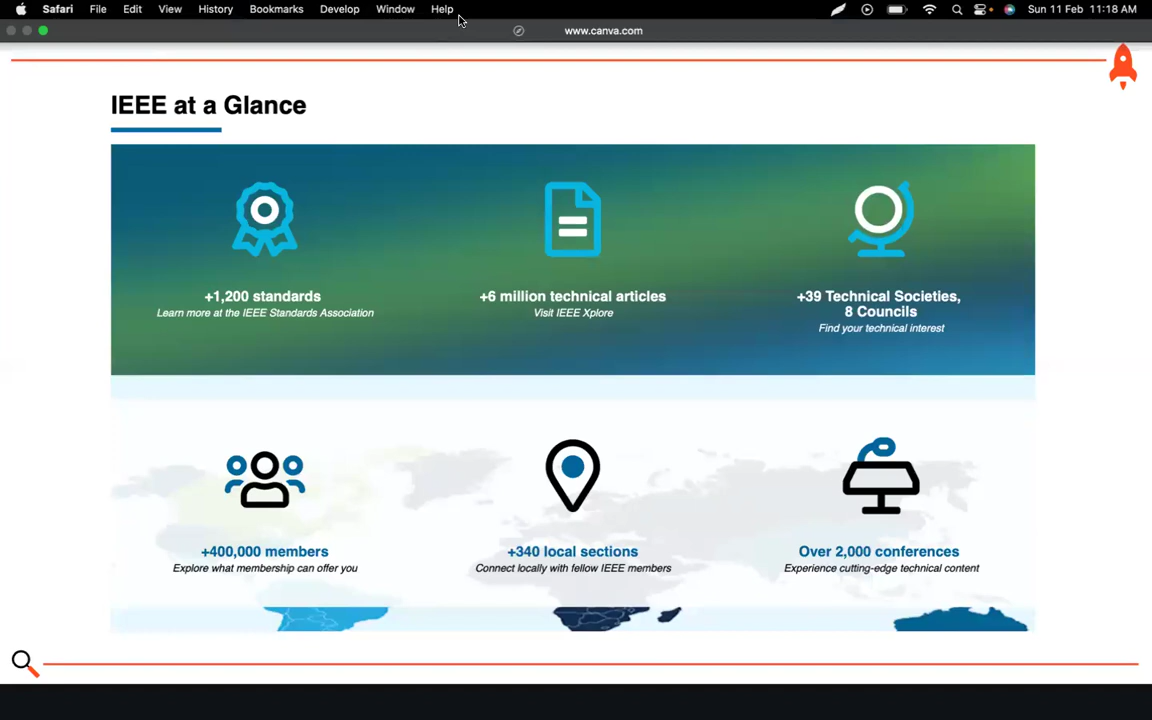 Safari File Edit View History Bookmarks Develop Window Help Sun 11 Feb 11:18 AM
www.canva.com
IEEE at a Glance
+1,200 standards
Learn more at the IEEE Standards Association
+6 million technical articles
Visit IEEE Xplore
+39 Technical Societies,
8 Councils
Find your technical interest
+400,000 members
Explore what membership can offer you
+340 local sections
Connect locally with fellow IEEE members
Over 2,000 conferences
Experience cutting-edge technical content